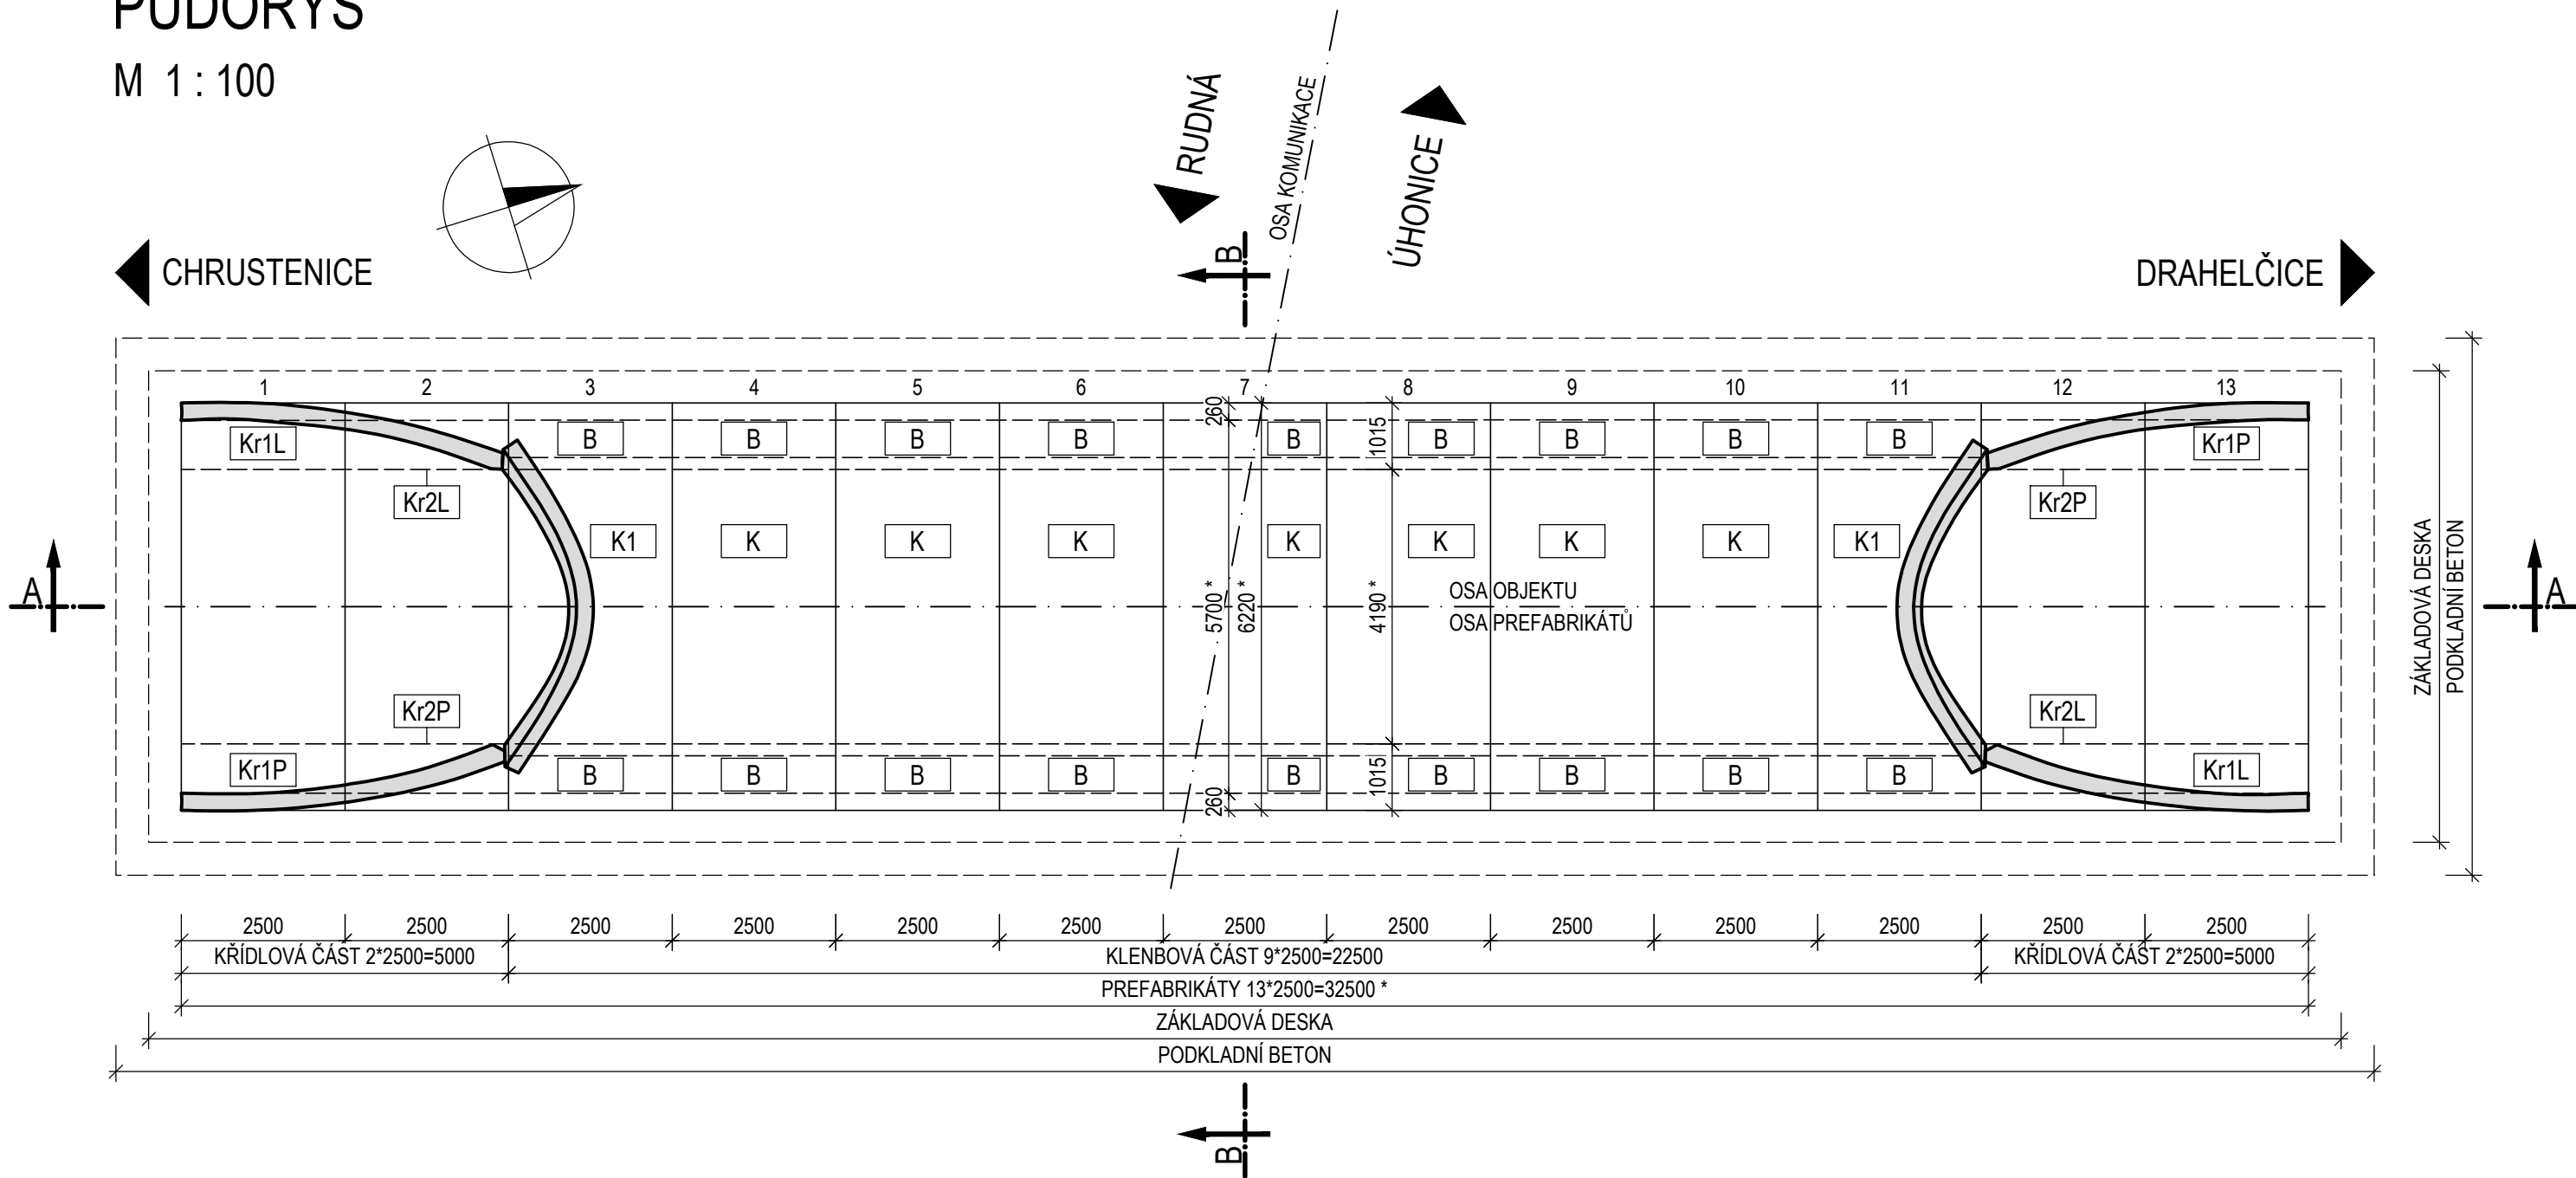 PŮDORYS
M 1 : 100
RUDNÁ
OSA KOMUNIKACE
ÚHONICE
B
CHRUSTENICE
DRAHELČICE
1 2 3 4 5 6 7 8 9 10 11 12 13
260
1015
Kr1L B B B B B B B B B Kr1P
Kr2L Kr2P
K1 K K K K K K K K1
A
A
5700 *
6220 *
4190 *
OSA OBJEKTU
OSA PREFABRIKÁTŮ
ZÁKLADOVÁ DESKA
PODKLADNÍ BETON
Kr2P Kr2L
Kr1P B B B B B B B B B Kr1L
260
1015
2500 2500 2500 2500 2500 2500 2500 2500 2500 2500 2500 2500 2500
KŘÍDLOVÁ ČÁST 2*2500=5000 KLENBOVÁ ČÁST 9*2500=22500 KŘÍDLOVÁ ČÁST 2*2500=5000
PREFABRIKÁTY 13*2500=32500 *
ZÁKLADOVÁ DESKA
PODKLADNÍ BETON
B